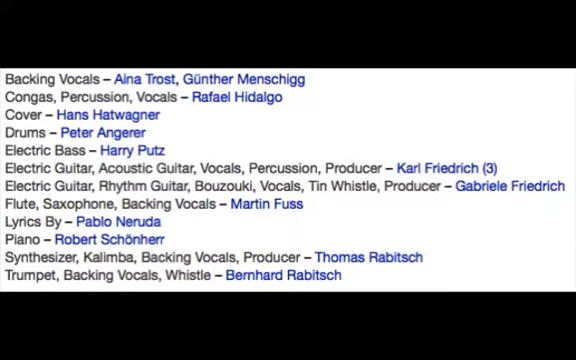 Backing Vocals – Aina Trost, Günther Menschigg
Congas, Percussion, Vocals – Rafael Hidalgo
Cover – Hans Hatwagner
Drums – Peter Angerer
Electric Bass – Harry Putz
Electric Guitar, Acoustic Guitar, Vocals, Percussion, Producer – Karl Friedrich (3)
Electric Guitar, Rhythm Guitar, Bouzouki, Vocals, Tin Whistle, Producer – Gabriele Friedrich
Flute, Saxophone, Backing Vocals – Martin Fuss
Lyrics By – Pablo Neruda
Piano – Robert Schönherr
Synthesizer, Kalimba, Backing Vocals, Producer – Thomas Rabitsch
Trumpet, Backing Vocals, Whistle – Bernhard Rabitsch